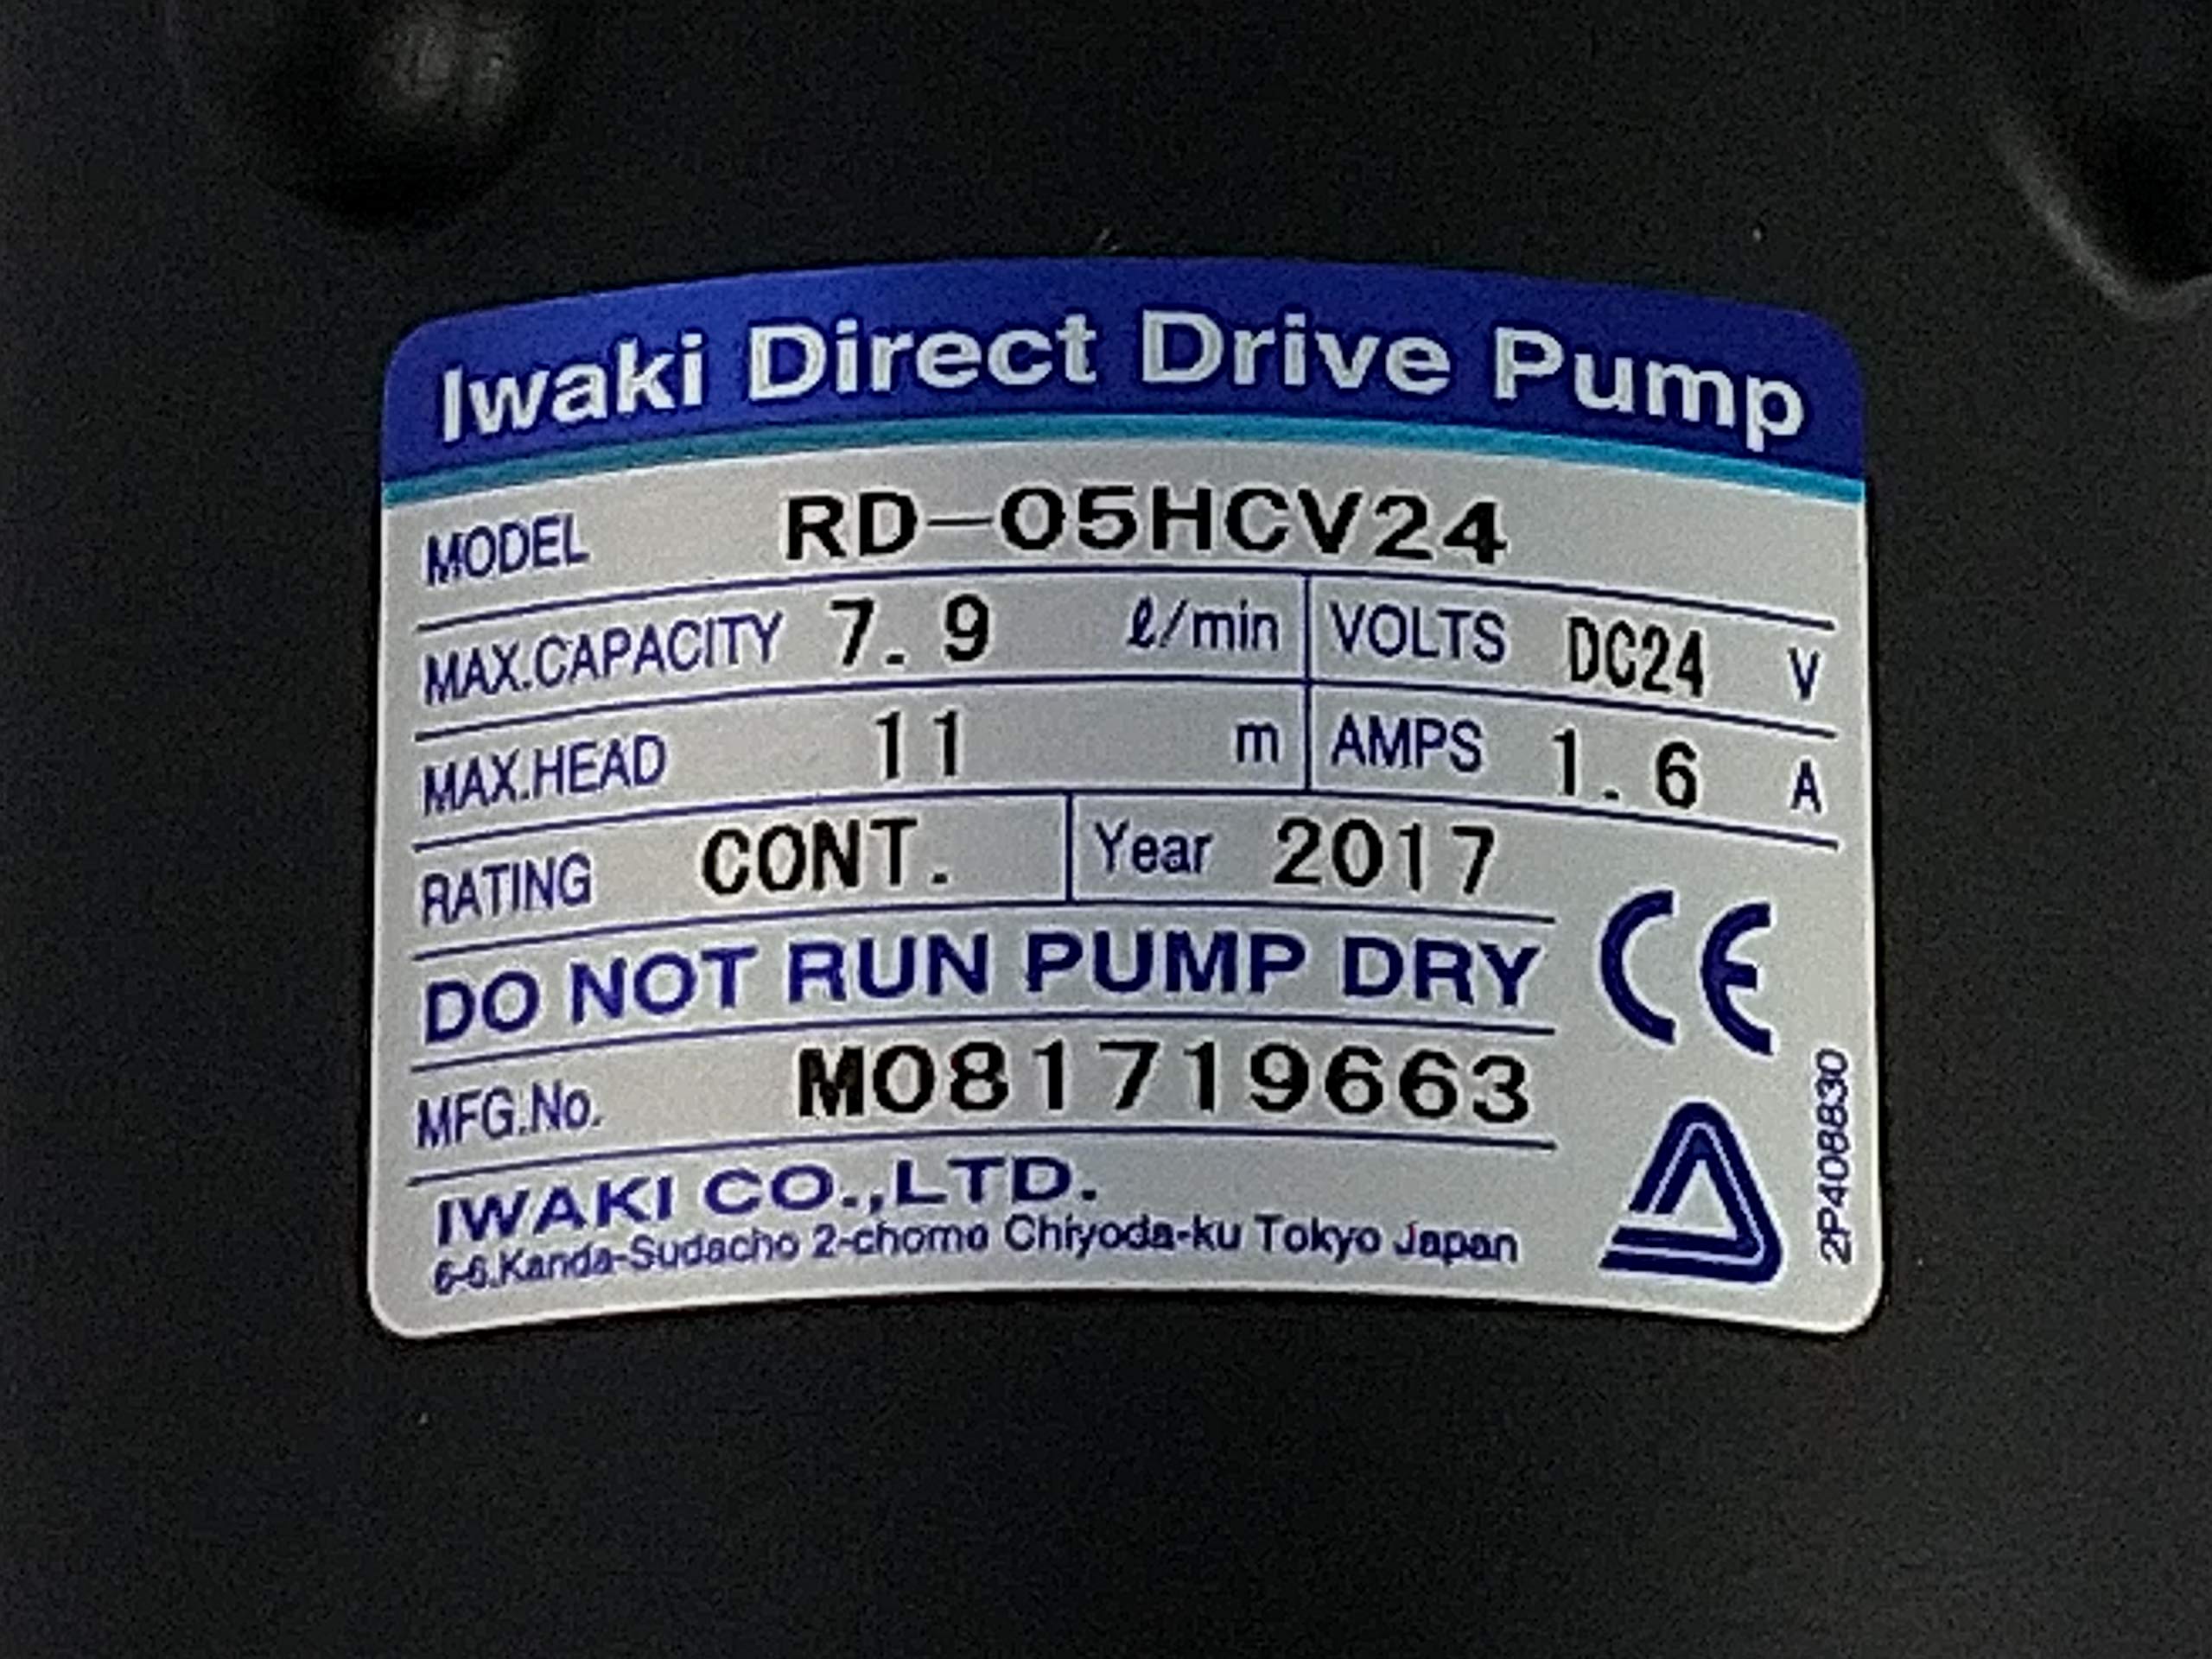 Iwaki Direct Drive Pump
MODEL RD-05HCV24
MAX.CAPACITY 7.9 ℓ/min VOLTS DC24 V
MAX.HEAD 11 m AMPS 1.6 A
RATING CONT. Year 2017
CE
DO NOT RUN PUMP DRY
MFG.No. M081719663
IWAKI CO.,LTD.
6-6.Kanda-Sudacho 2-chome Chiyoda-ku Tokyo Japan
2P408830